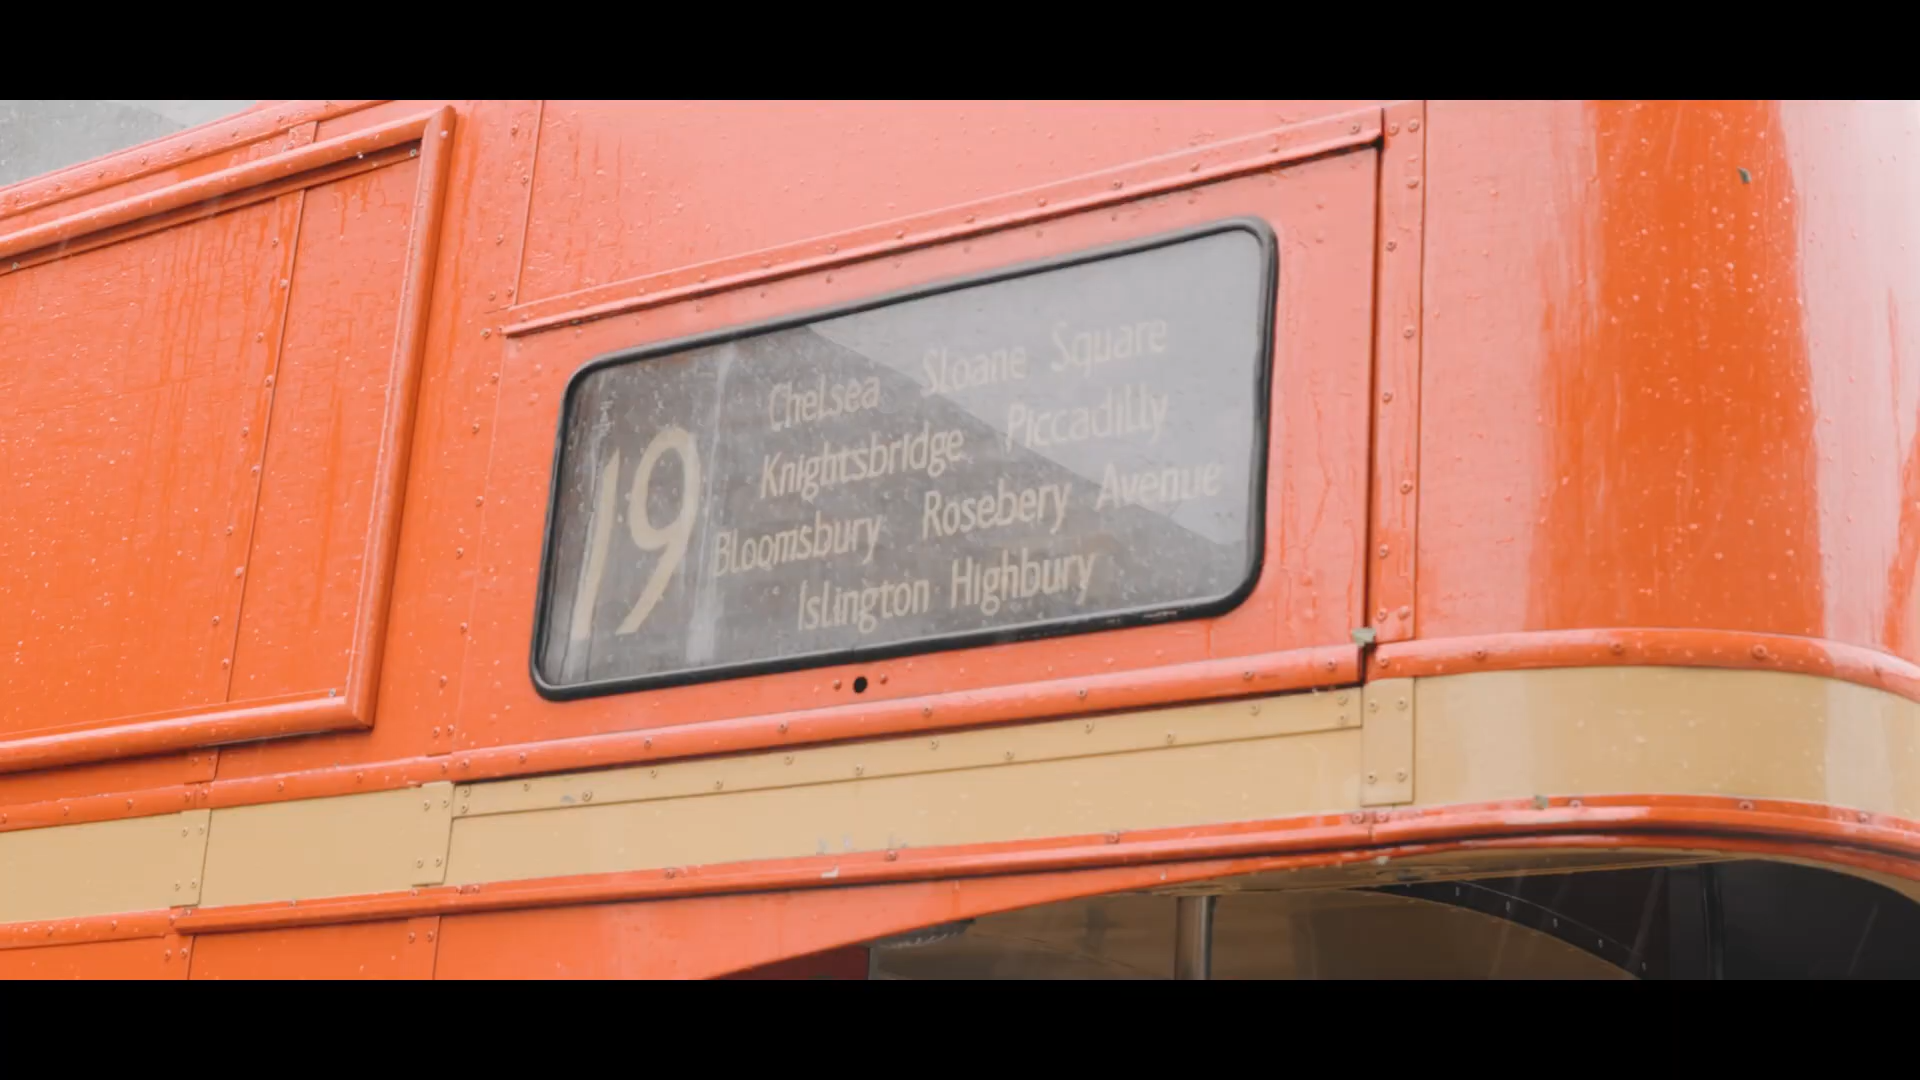 19
Chelsea Sloane Square
Knightsbridge Piccadilly
Bloomsbury Rosebery Avenue
Islington Highbury